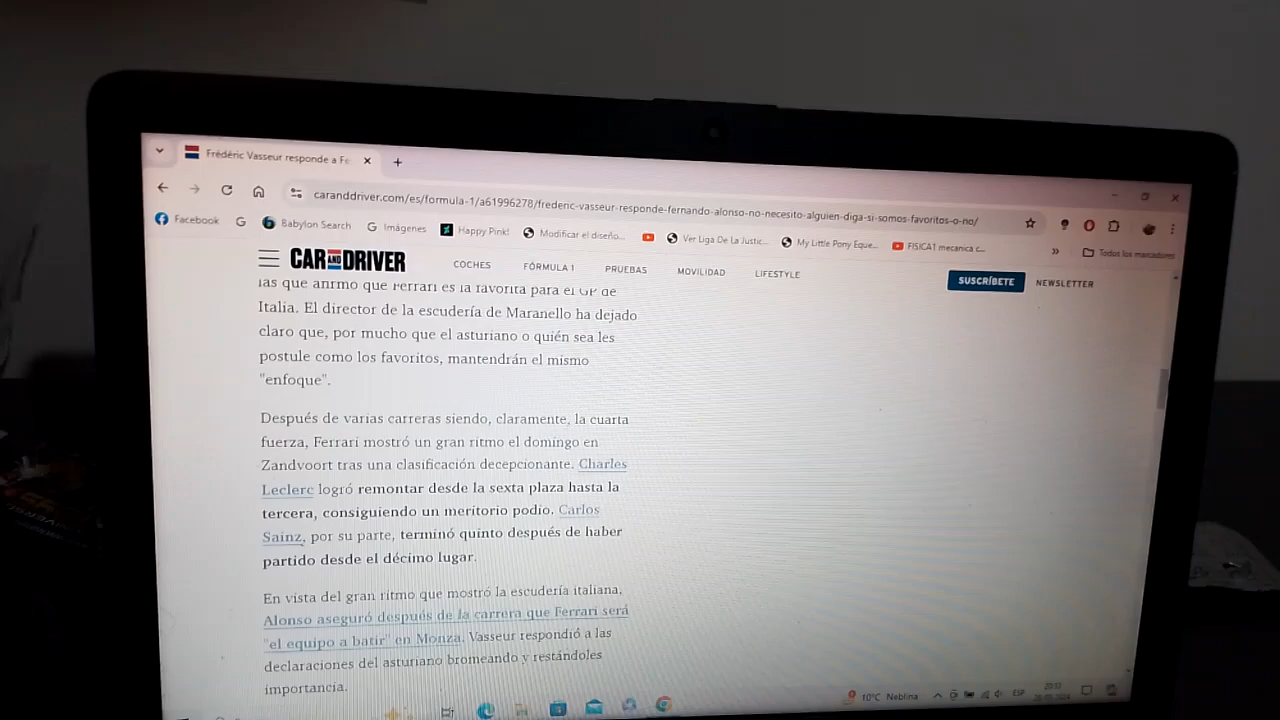 Frédéric Vasseur responde a Fe
caranddriver.com/es/formula-1/a61996278/frederic-vasseur-responde-fernando-alonso-no-necesito-alguien-diga-si-somos-favoritos-o-no/
Facebook Babylon Search Imágenes Happy Pink! Modificar el diseño... Ver Liga De La Justic... My Little Pony Eque... FISICA1 mecanica c... » Todos los marcadores
CAR AND DRIVER COCHES FÓRMULA 1 PRUEBAS MOVILIDAD LIFESTYLE SUSCRÍBETE NEWSLETTER
las que afirmó que Ferrari es la favorita para el GP de
Italia. El director de la escudería de Maranello ha dejado
claro que, por mucho que el asturiano o quién sea les
postule como los favoritos, mantendrán el mismo
"enfoque".
Después de varias carreras siendo, claramente, la cuarta
fuerza, Ferrari mostró un gran ritmo el domingo en
Zandvoort tras una clasificación decepcionante. Charles
Leclerc logró remontar desde la sexta plaza hasta la
tercera, consiguiendo un meritorio podio. Carlos
Sainz, por su parte, terminó quinto después de haber
partido desde el décimo lugar.
En vista del gran ritmo que mostró la escudería italiana,
Alonso aseguró después de la carrera que Ferrari será
"el equipo a batir" en Monza. Vasseur respondió a las
declaraciones del asturiano bromeando y restándoles
importancia.
10°C Neblina ESP